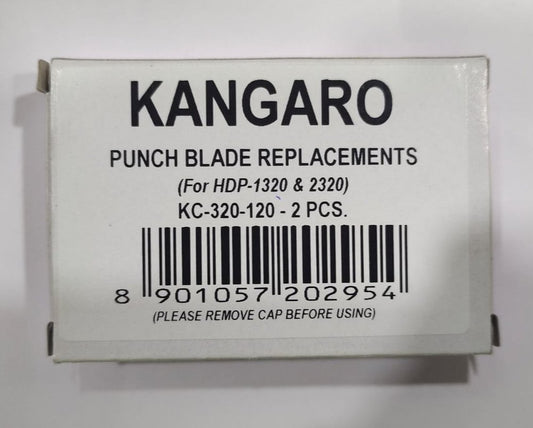 KANGARO
PUNCH BLADE REPLACEMENTS
(For HDP-1320 & 2320)
KC-320-120 - 2 PCS.
8 901057 202954
(PLEASE REMOVE CAP BEFORE USING)